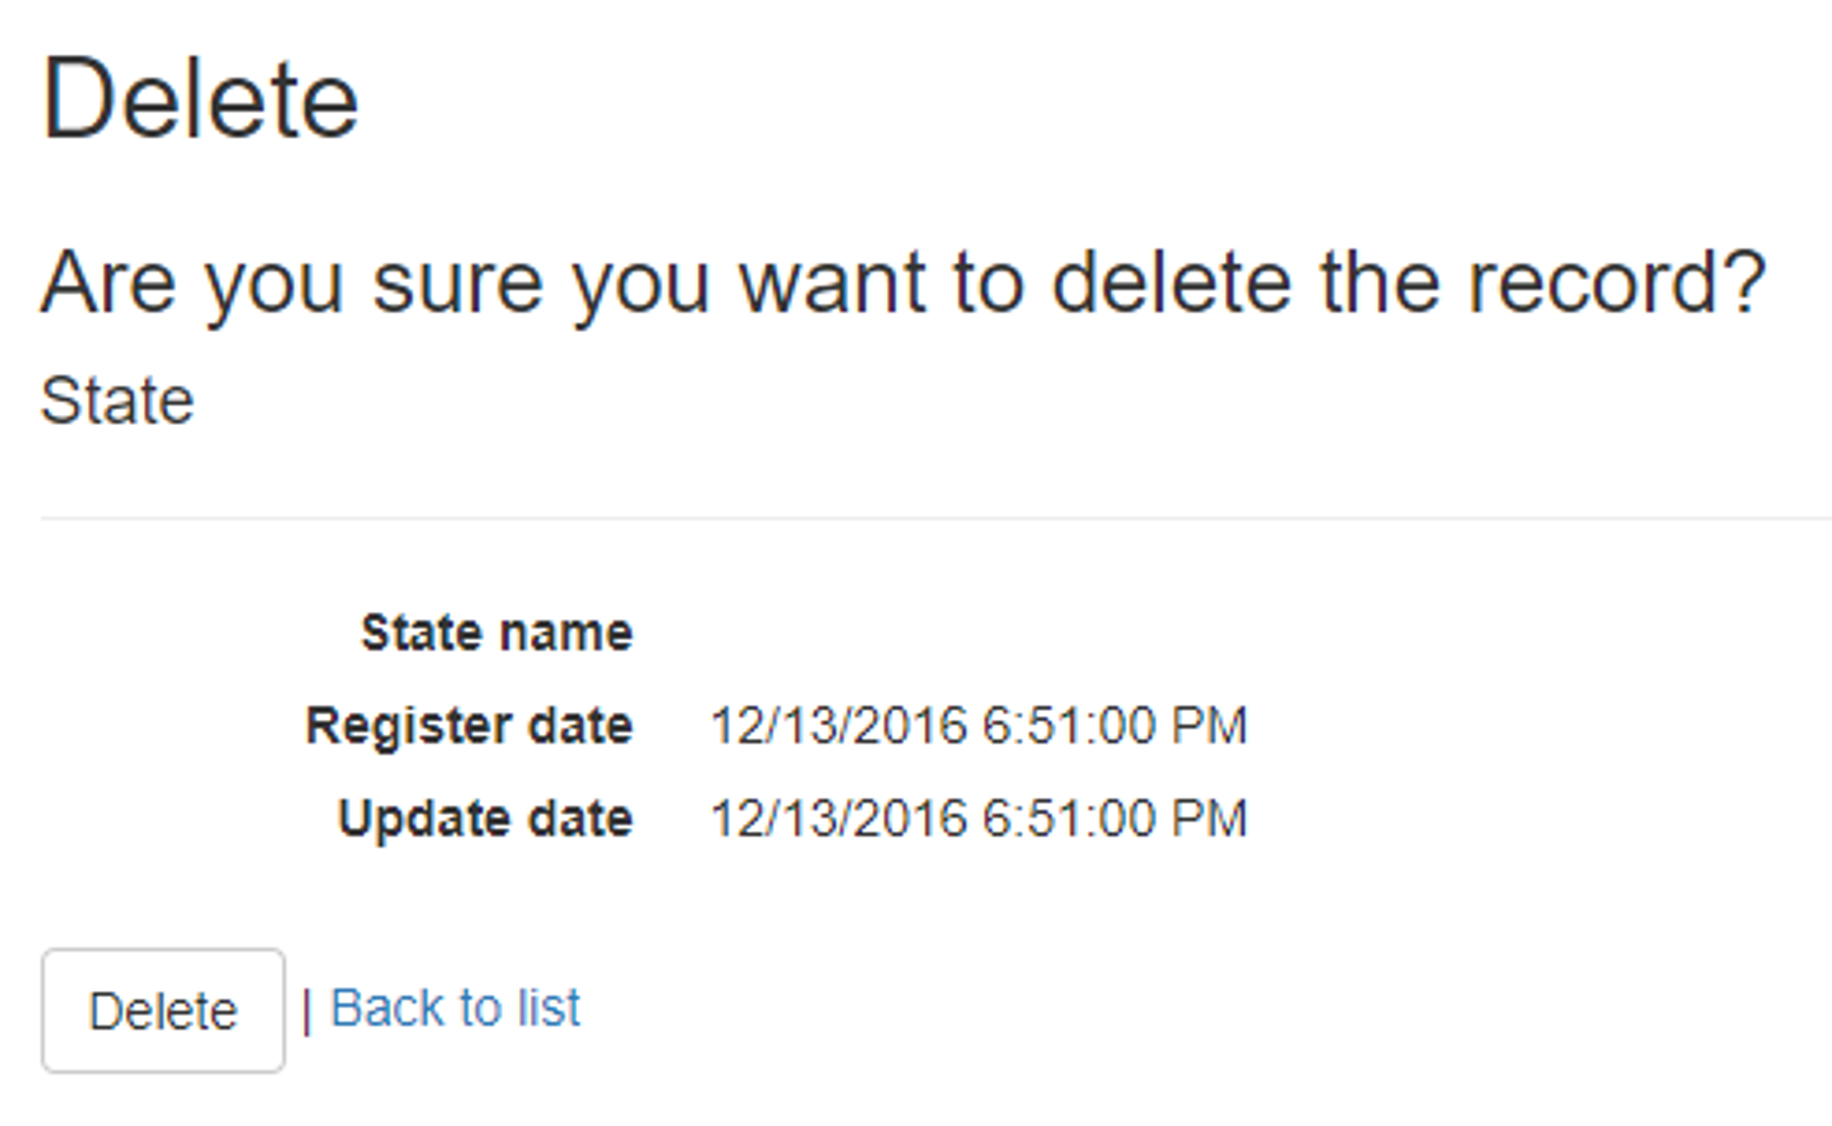 Delete
Are you sure you want to delete the record?
State
State name
Register date 12/13/2016 6:51:00 PM
Update date 12/13/2016 6:51:00 PM
Delete | Back to list